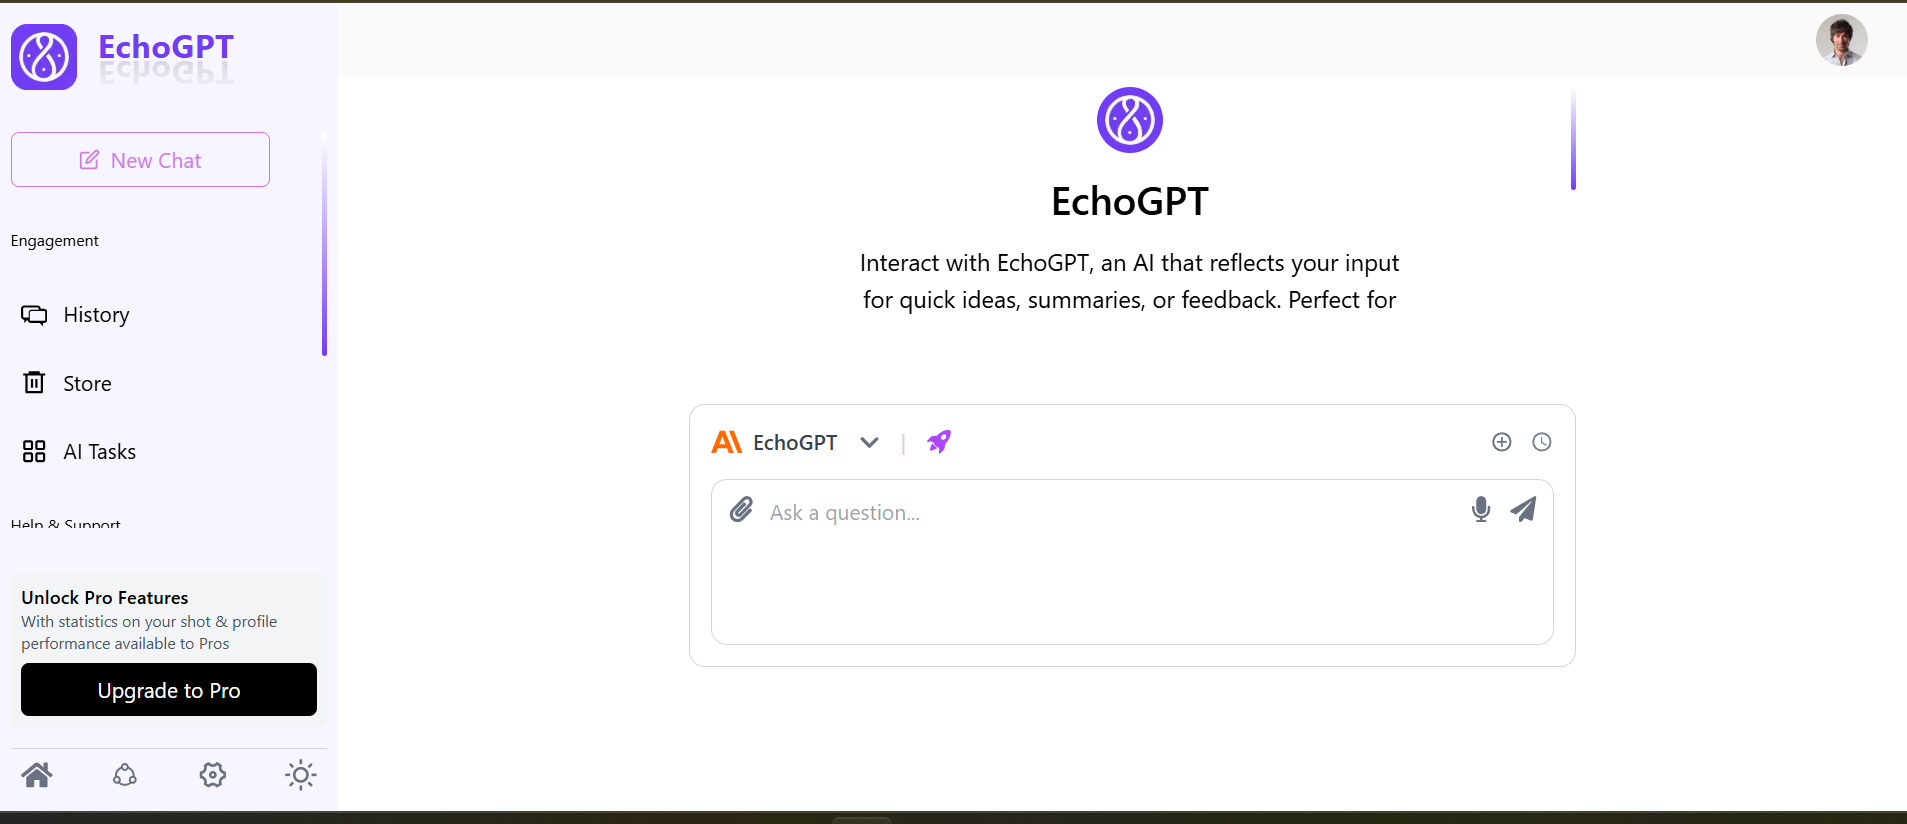 EchoGPT
New Chat
Engagement
History
Store
AI Tasks
Help & Support
Unlock Pro Features
With statistics on your shot & profile
performance available to Pros
Upgrade to Pro
EchoGPT
Interact with EchoGPT, an AI that reflects your input
for quick ideas, summaries, or feedback. Perfect for
EchoGPT
Ask a question...